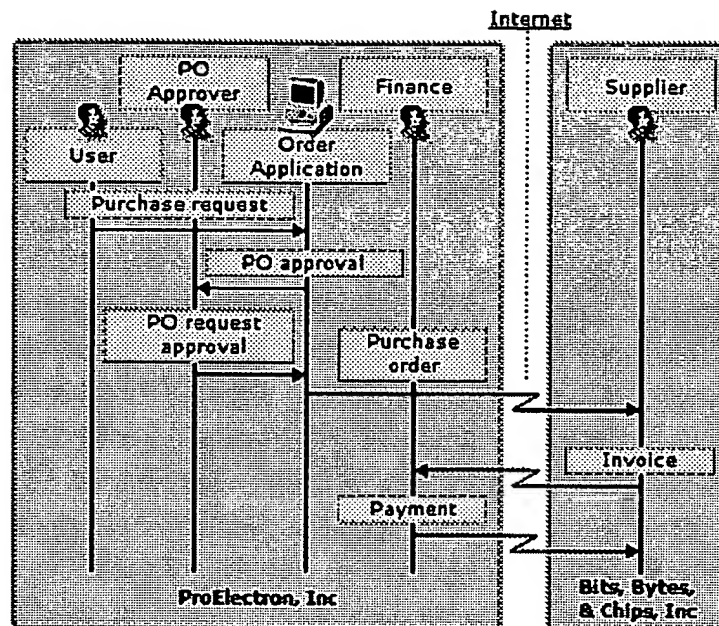 Internet
PO
Approver
Finance
Supplier
User
Order
Application
Purchase request
PO approval
PO request
approval
Purchase
order
Invoice
Payment
ProElectron, Inc
Bits, Bytes,
& Chips, Inc